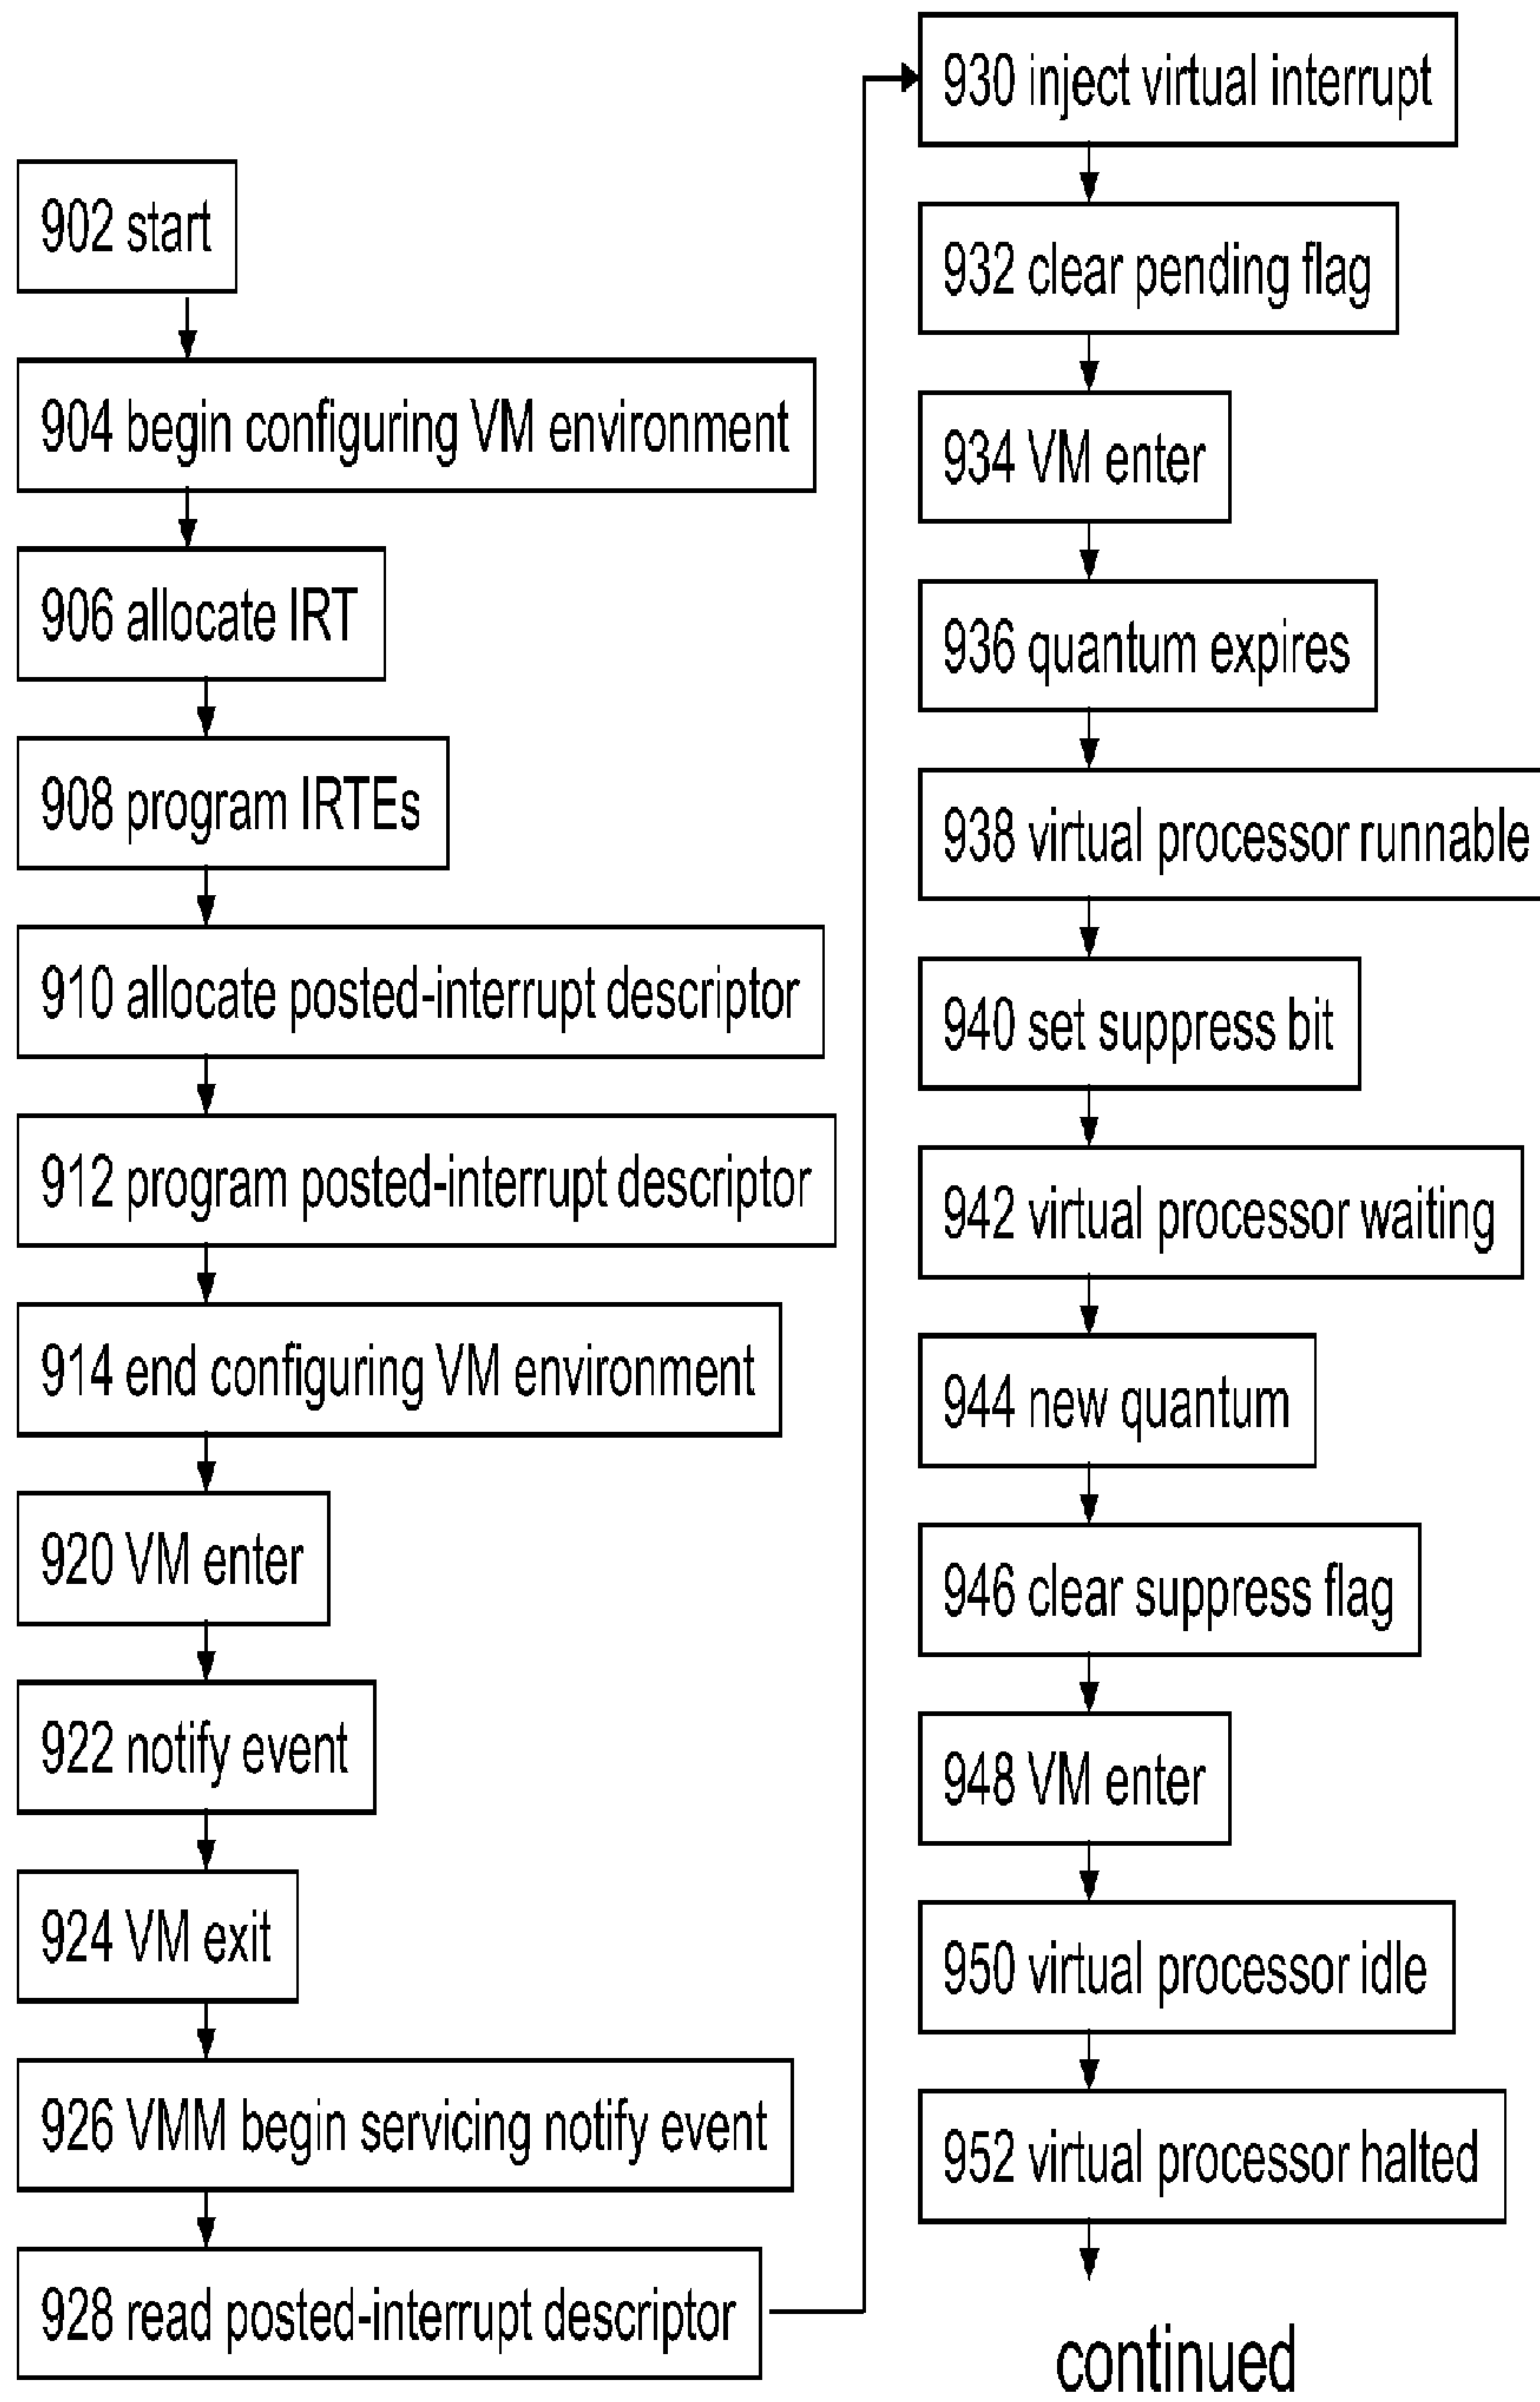 902 start
904 begin configuring VM environment
906 allocate IRT
908 program IRTEs
910 allocate posted-interrupt descriptor
912 program posted-interrupt descriptor
914 end configuring VM environment
920 VM enter
922 notify event
924 VM exit
926 VMM begin servicing notify event
928 read posted-interrupt descriptor
930 inject virtual interrupt
932 clear pending flag
934 VM enter
936 quantum expires
938 virtual processor runnable
940 set suppress bit
942 virtual processor waiting
944 new quantum
946 clear suppress flag
948 VM enter
950 virtual processor idle
952 virtual processor halted
continued